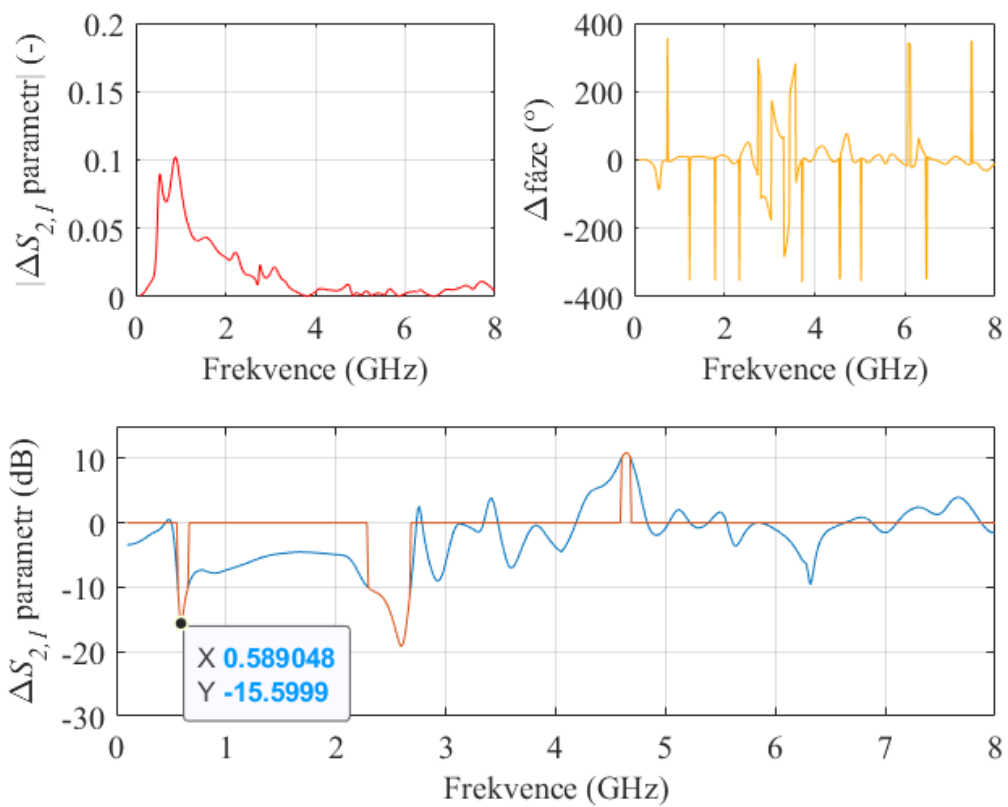 |ΔS2,1 parametr| (-)
0.2
0.15
0.1
0.05
0
0 2 4 6 8
Frekvence (GHz)
Δfáze (°)
400
200
0
-200
-400
0 2 4 6 8
Frekvence (GHz)
ΔS2,1 parametr (dB)
10
0
-10
-20
-30
X 0.589048
Y -15.5999
0 1 2 3 4 5 6 7 8
Frekvence (GHz)